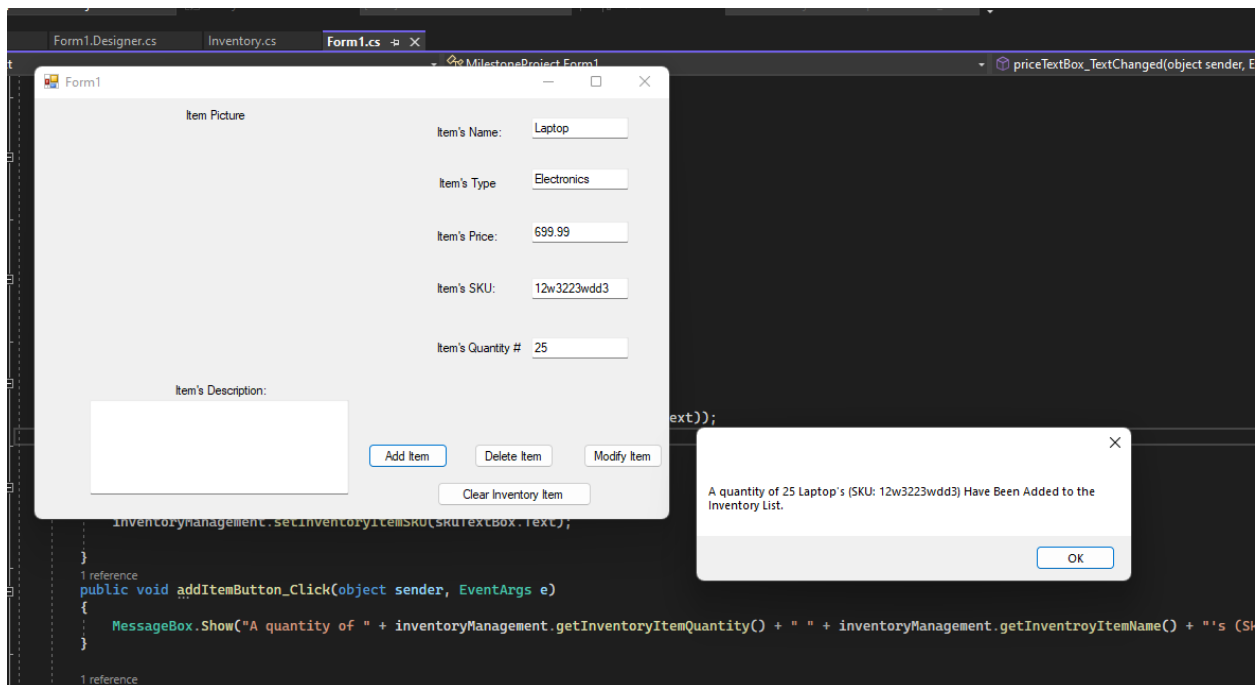 Form1.Designer.cs Inventory.cs Form1.cs
MilestoneProject.Form1 priceTextBox_TextChanged(object sender, E
Form1
Item Picture
Item's Name: Laptop
Item's Type Electronics
Item's Price: 699.99
Item's SKU: 12w3223wdd3
Item's Quantity # 25
Item's Description:
ext));
Add Item Delete Item Modify Item
Clear Inventory Item
A quantity of 25 Laptop's (SKU: 12w3223wdd3) Have Been Added to the
Inventory List.
OK
inventoryManagement.setInventoryItemSKU(skuTextBox.Text);
}
1 reference
public void addItemButton_Click(object sender, EventArgs e)
{
MessageBox.Show("A quantity of " + inventoryManagement.getInventoryItemQuantity() + " " + inventoryManagement.getInventroyItemName() + "'s (Sk
}
1 reference